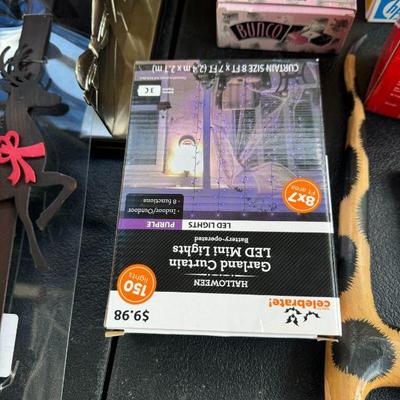 BUNCO
$9.98
celebrate!
HALLOWEEN
Garland Curtain
LED Mini Lights
Battery-operated
150
lights
PURPLE
LED LIGHTS
• Indoor/Outdoor
• 8 functions
8x7
Ft area
3 C
CURTAIN SIZE 8 FT x 7 FT (2.4 m x 2.1 m)